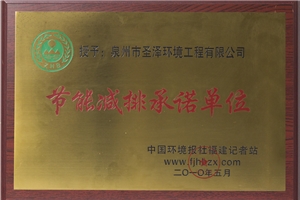 授予：泉州市圣泽环境工程有限公司
节能减排承诺单位
中国环境报社福建记者站
www.fjhbzx.com
二〇一〇年五月